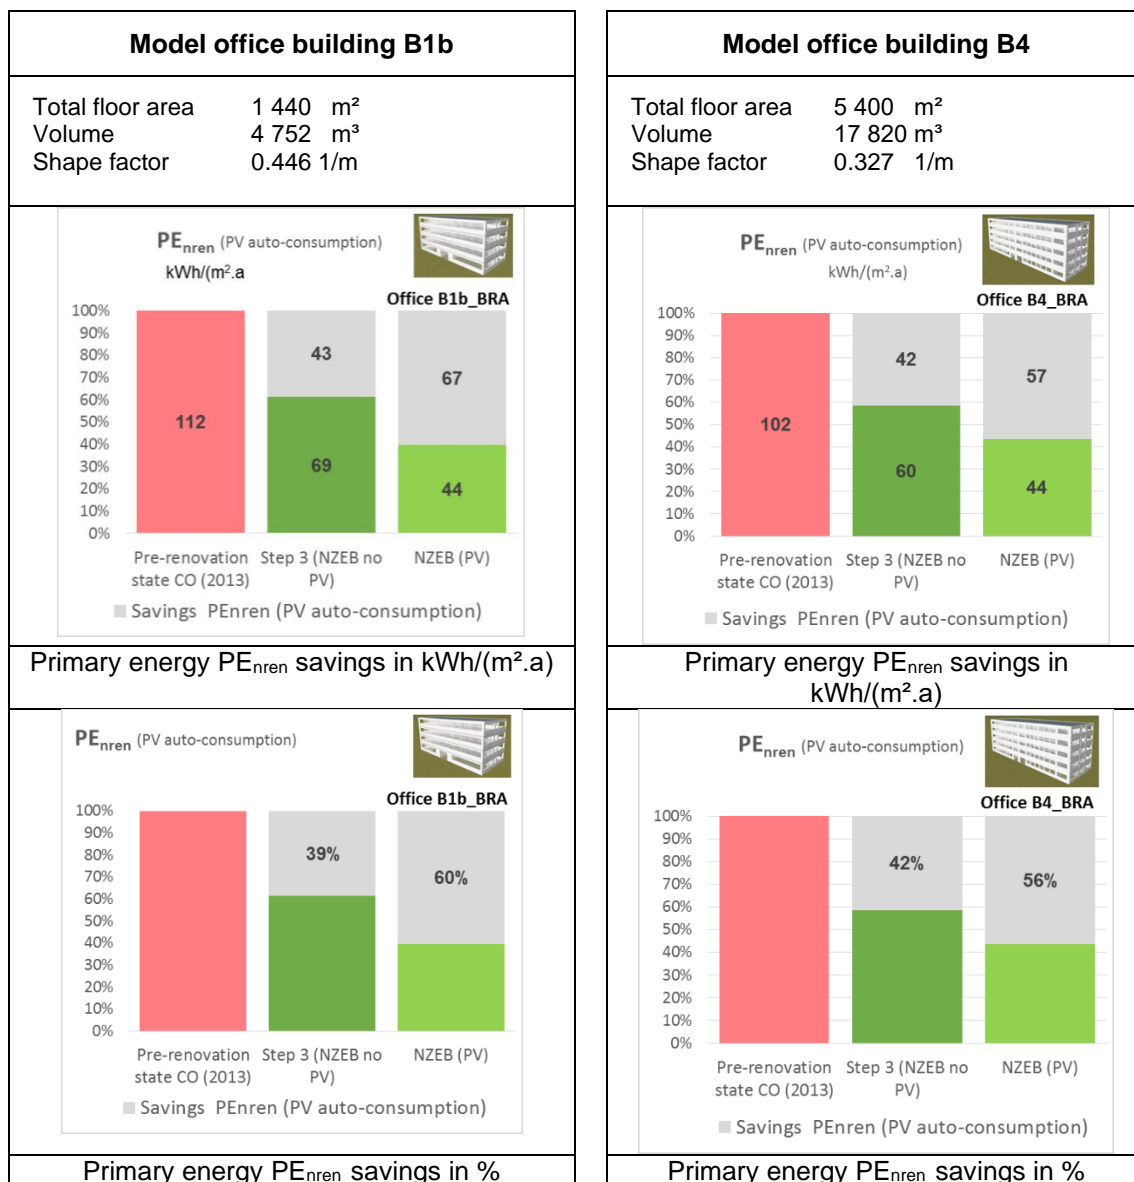 Model office building B1b
Total floor area 1 440 m²
Volume 4 752 m³
Shape factor 0.446 1/m
PEnren (PV auto-consumption)
kWh/(m².a
Office B1b_BRA
100%
90%
80%
70%
60%
50%
40%
30%
20%
10%
0%
112
43
69
67
44
Pre-renovation state CO (2013)
Step 3 (NZEB no PV)
NZEB (PV)
Savings PEnren (PV auto-consumption)
Primary energy PEnren savings in kWh/(m².a)
PEnren (PV auto-consumption)
Office B1b_BRA
100%
90%
80%
70%
60%
50%
40%
30%
20%
10%
0%
39%
60%
Pre-renovation state CO (2013)
Step 3 (NZEB no PV)
NZEB (PV)
Savings PEnren (PV auto-consumption)
Primary energy PEnren savings in %
Model office building B4
Total floor area 5 400 m²
Volume 17 820 m³
Shape factor 0.327 1/m
PEnren (PV auto-consumption)
kWh/(m².a)
Office B4_BRA
100%
90%
80%
70%
60%
50%
40%
30%
20%
10%
0%
102
42
60
57
44
Pre-renovation state CO (2013)
Step 3 (NZEB no PV)
NZEB (PV)
Savings PEnren (PV auto-consumption)
Primary energy PEnren savings in
kWh/(m².a)
PEnren (PV auto-consumption)
Office B4_BRA
100%
90%
80%
70%
60%
50%
40%
30%
20%
10%
0%
42%
56%
Pre-renovation state CO (2013)
Step 3 (NZEB no PV)
NZEB (PV)
Savings PEnren (PV auto-consumption)
Primary energy PEnren savings in %